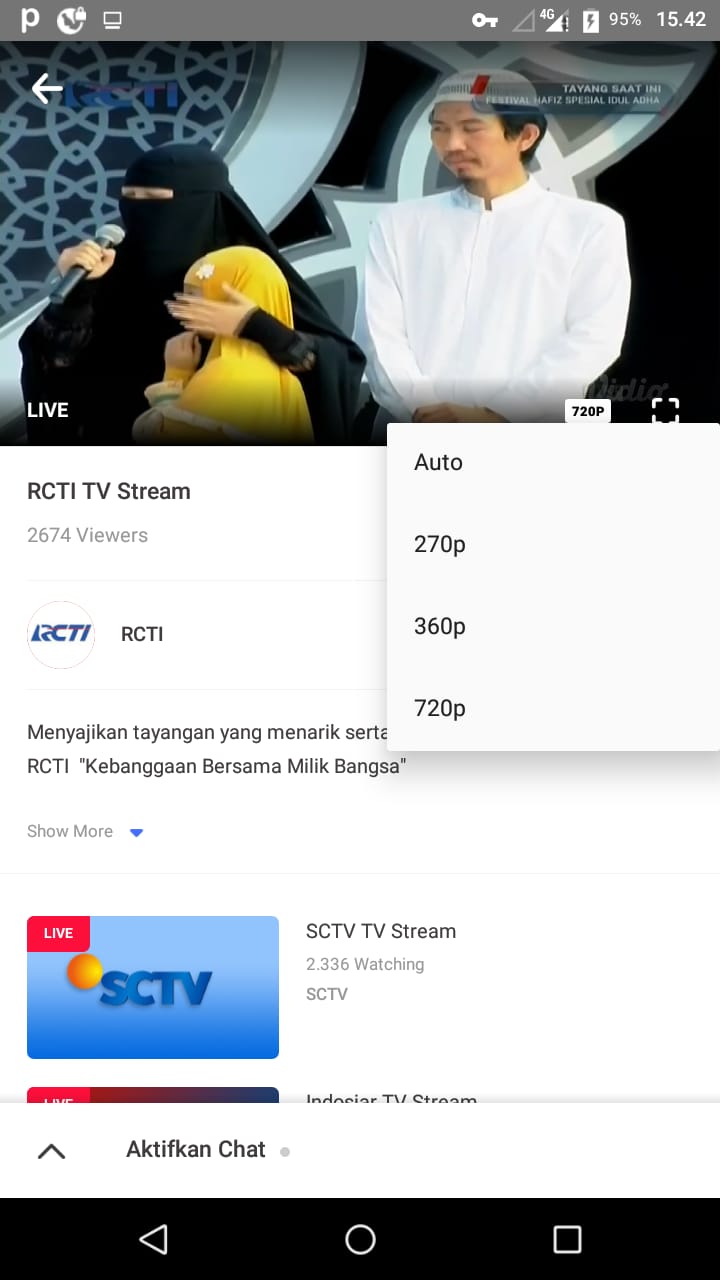 4G
95%
15.42
RCTI
TAYANG SAAT INI
FESTIVAL HAFIZ SPESIAL IDUL ADHA
Vidio
LIVE
720P
Auto
270p
360p
720p
RCTI TV Stream
2674 Viewers
RCTI
RCTI
Menyajikan tayangan yang menarik serta
RCTI "Kebanggaan Bersama Milik Bangsa"
Show More
LIVE
SCTV
SCTV TV Stream
2.336 Watching
SCTV
LIVE
Indosiar TV Stream
Aktifkan Chat